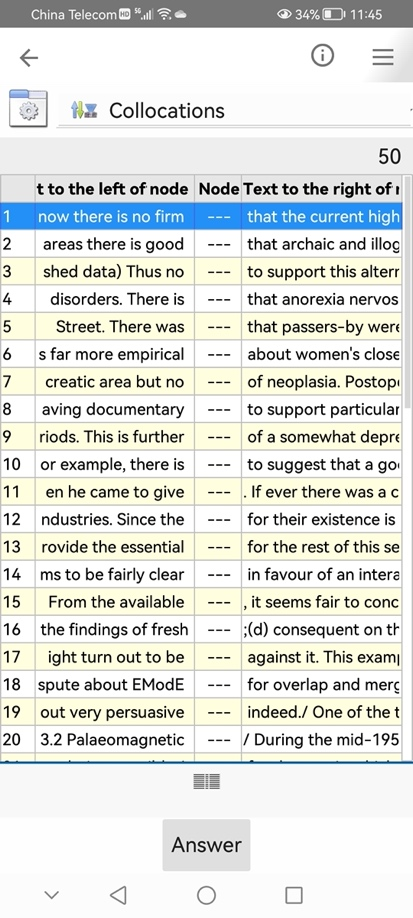 China Telecom HD 5G 34% 11:45
Collocations
50
t to the left of node Node Text to the right of
1 now there is no firm --- that the current high
2 areas there is good --- that archaic and illog
3 shed data) Thus no --- to support this alter
4 disorders. There is --- that anorexia nervos
5 Street. There was --- that passers-by were
6 s far more empirical --- about women's close
7 creatic area but no --- of neoplasia. Postop
8 aving documentary --- to support particular
9 riods. This is further --- of a somewhat depre
10 or example, there is --- to suggest that a go
11 en he came to give --- . If ever there was a c
12 ndustries. Since the --- for their existence is
13 rovide the essential --- for the rest of this se
14 ms to be fairly clear --- in favour of an intera
15 From the available --- , it seems fair to conc
16 the findings of fresh --- ;(d) consequent on th
17 ight turn out to be --- against it. This exam
18 spute about EModE --- for overlap and merg
19 out very persuasive --- indeed./ One of the t
20 3.2 Palaeomagnetic --- / During the mid-195
Answer